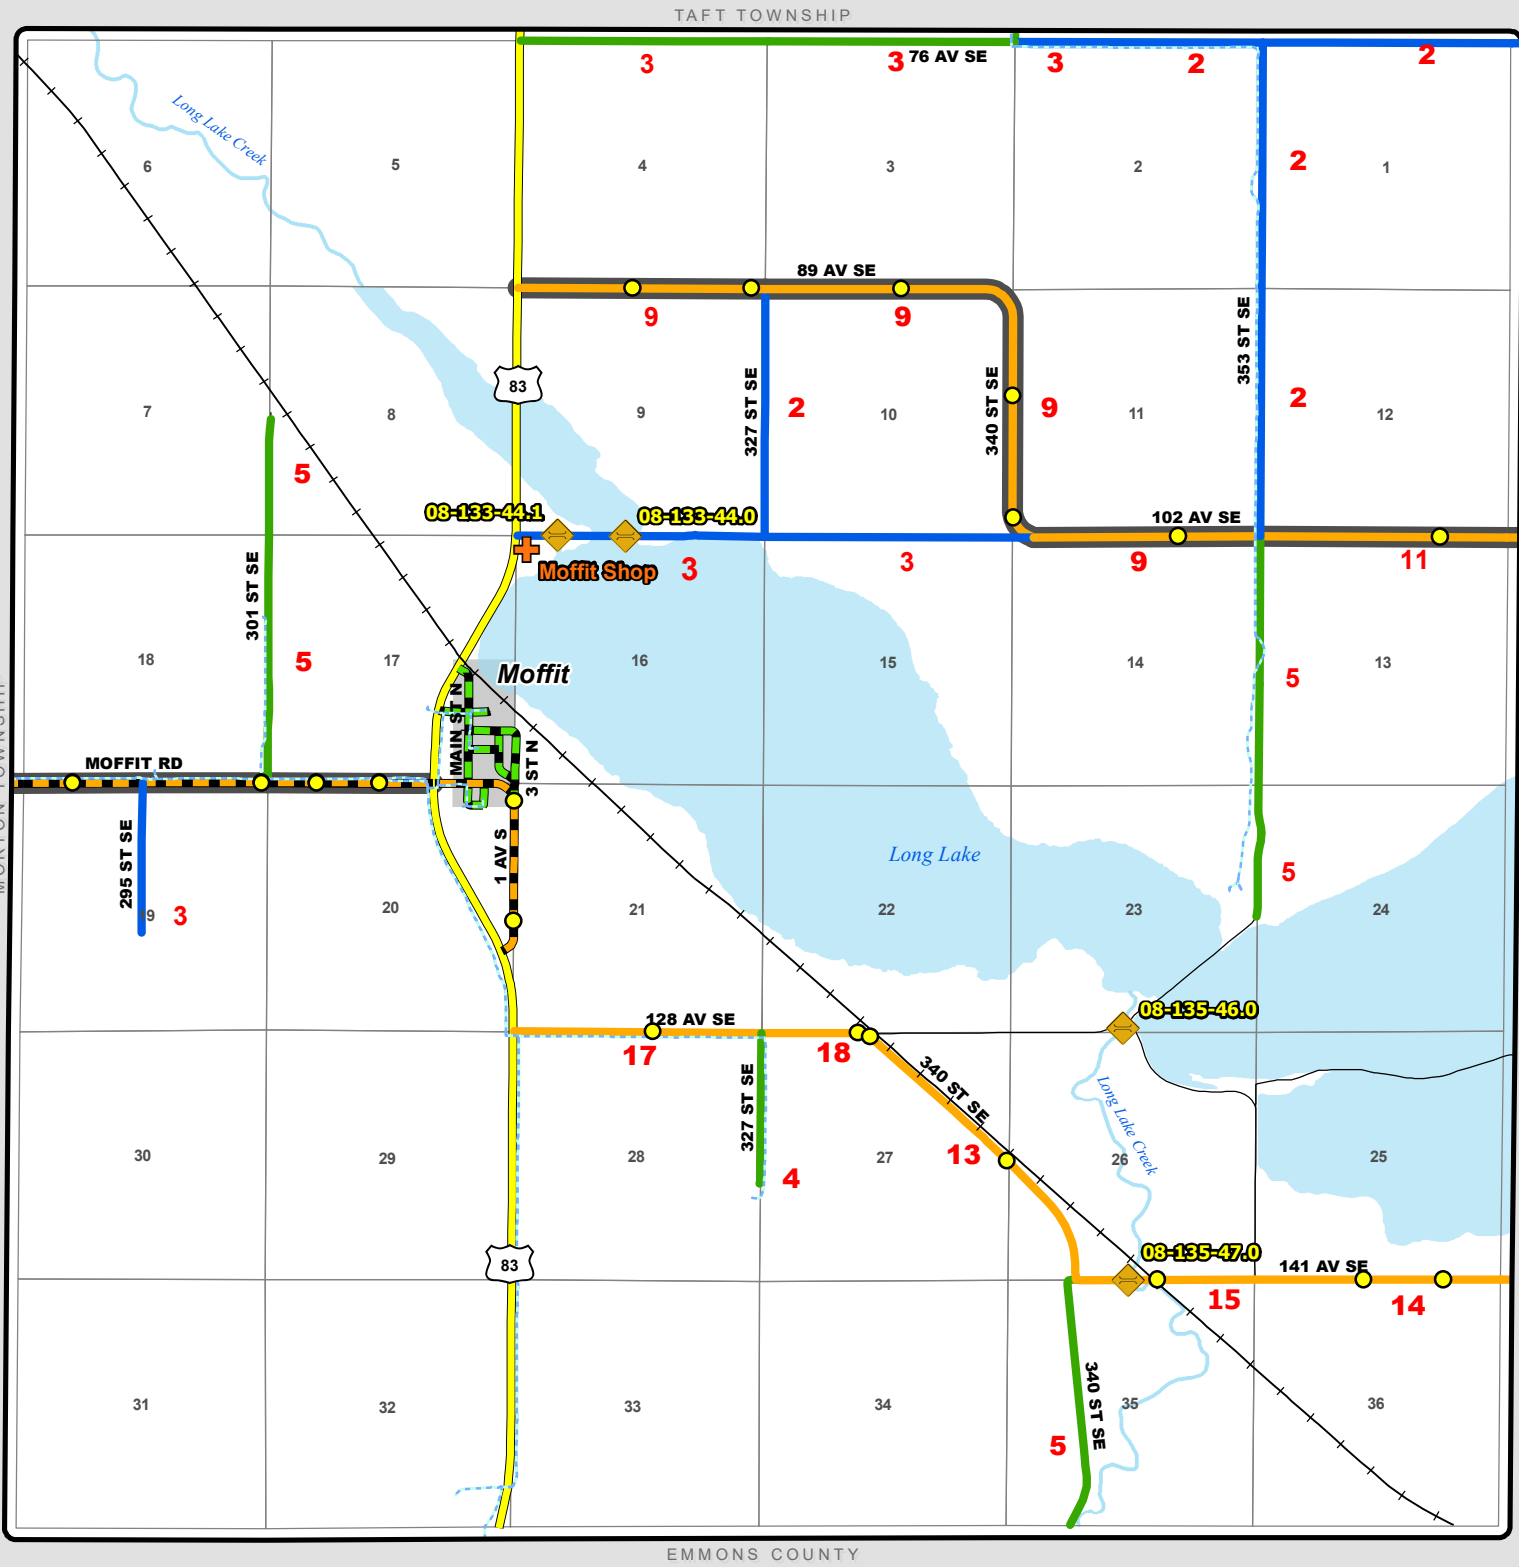 TAFT TOWNSHIP
3
3
76 AV SE
3
2
2
Long Lake Creek
6
5
4
3
2
2
1
89 AV SE
9
9
353 ST SE
83
327 ST SE
340 ST SE
7
8
9
2
10
9
11
2
12
5
08-133-44.1
08-133-44.0
102 AV SE
Moffit Shop
3
3
9
11
301 ST SE
18
5
17
Moffit
16
15
14
5
13
MORTON TOWNSHIP
MOFFIT RD
MAIN ST N
3 ST N
295 ST SE
1 AV S
Long Lake
5
19
3
20
21
22
23
24
08-135-46.0
128 AV SE
17
18
340 ST SE
327 ST SE
Long Lake Creek
30
29
28
4
27
13
26
25
83
08-135-47.0
141 AV SE
15
14
31
32
33
34
340 ST SE
35
36
5
EMMONS COUNTY